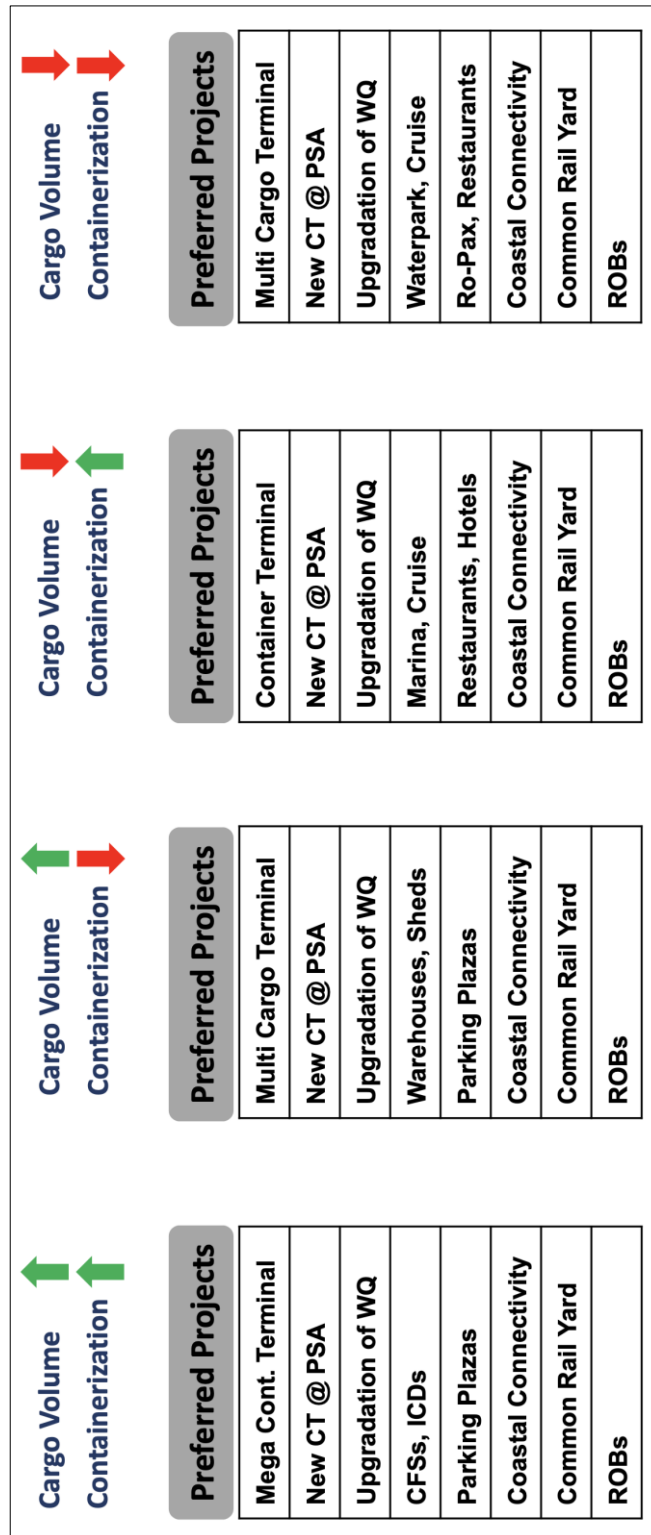 Cargo Volume
Containerization
Preferred Projects
Mega Cont. Terminal
New CT @ PSA
Upgradation of WQ
CFSs, ICDs
Parking Plazas
Coastal Connectivity
Common Rail Yard
ROBs
Cargo Volume
Containerization
Preferred Projects
Multi Cargo Terminal
New CT @ PSA
Upgradation of WQ
Warehouses, Sheds
Parking Plazas
Coastal Connectivity
Common Rail Yard
ROBs
Cargo Volume
Containerization
Preferred Projects
Container Terminal
New CT @ PSA
Upgradation of WQ
Marina, Cruise
Restaurants, Hotels
Coastal Connectivity
Common Rail Yard
ROBs
Cargo Volume
Containerization
Preferred Projects
Multi Cargo Terminal
New CT @ PSA
Upgradation of WQ
Waterpark, Cruise
Ro-Pax, Restaurants
Coastal Connectivity
Common Rail Yard
ROBs